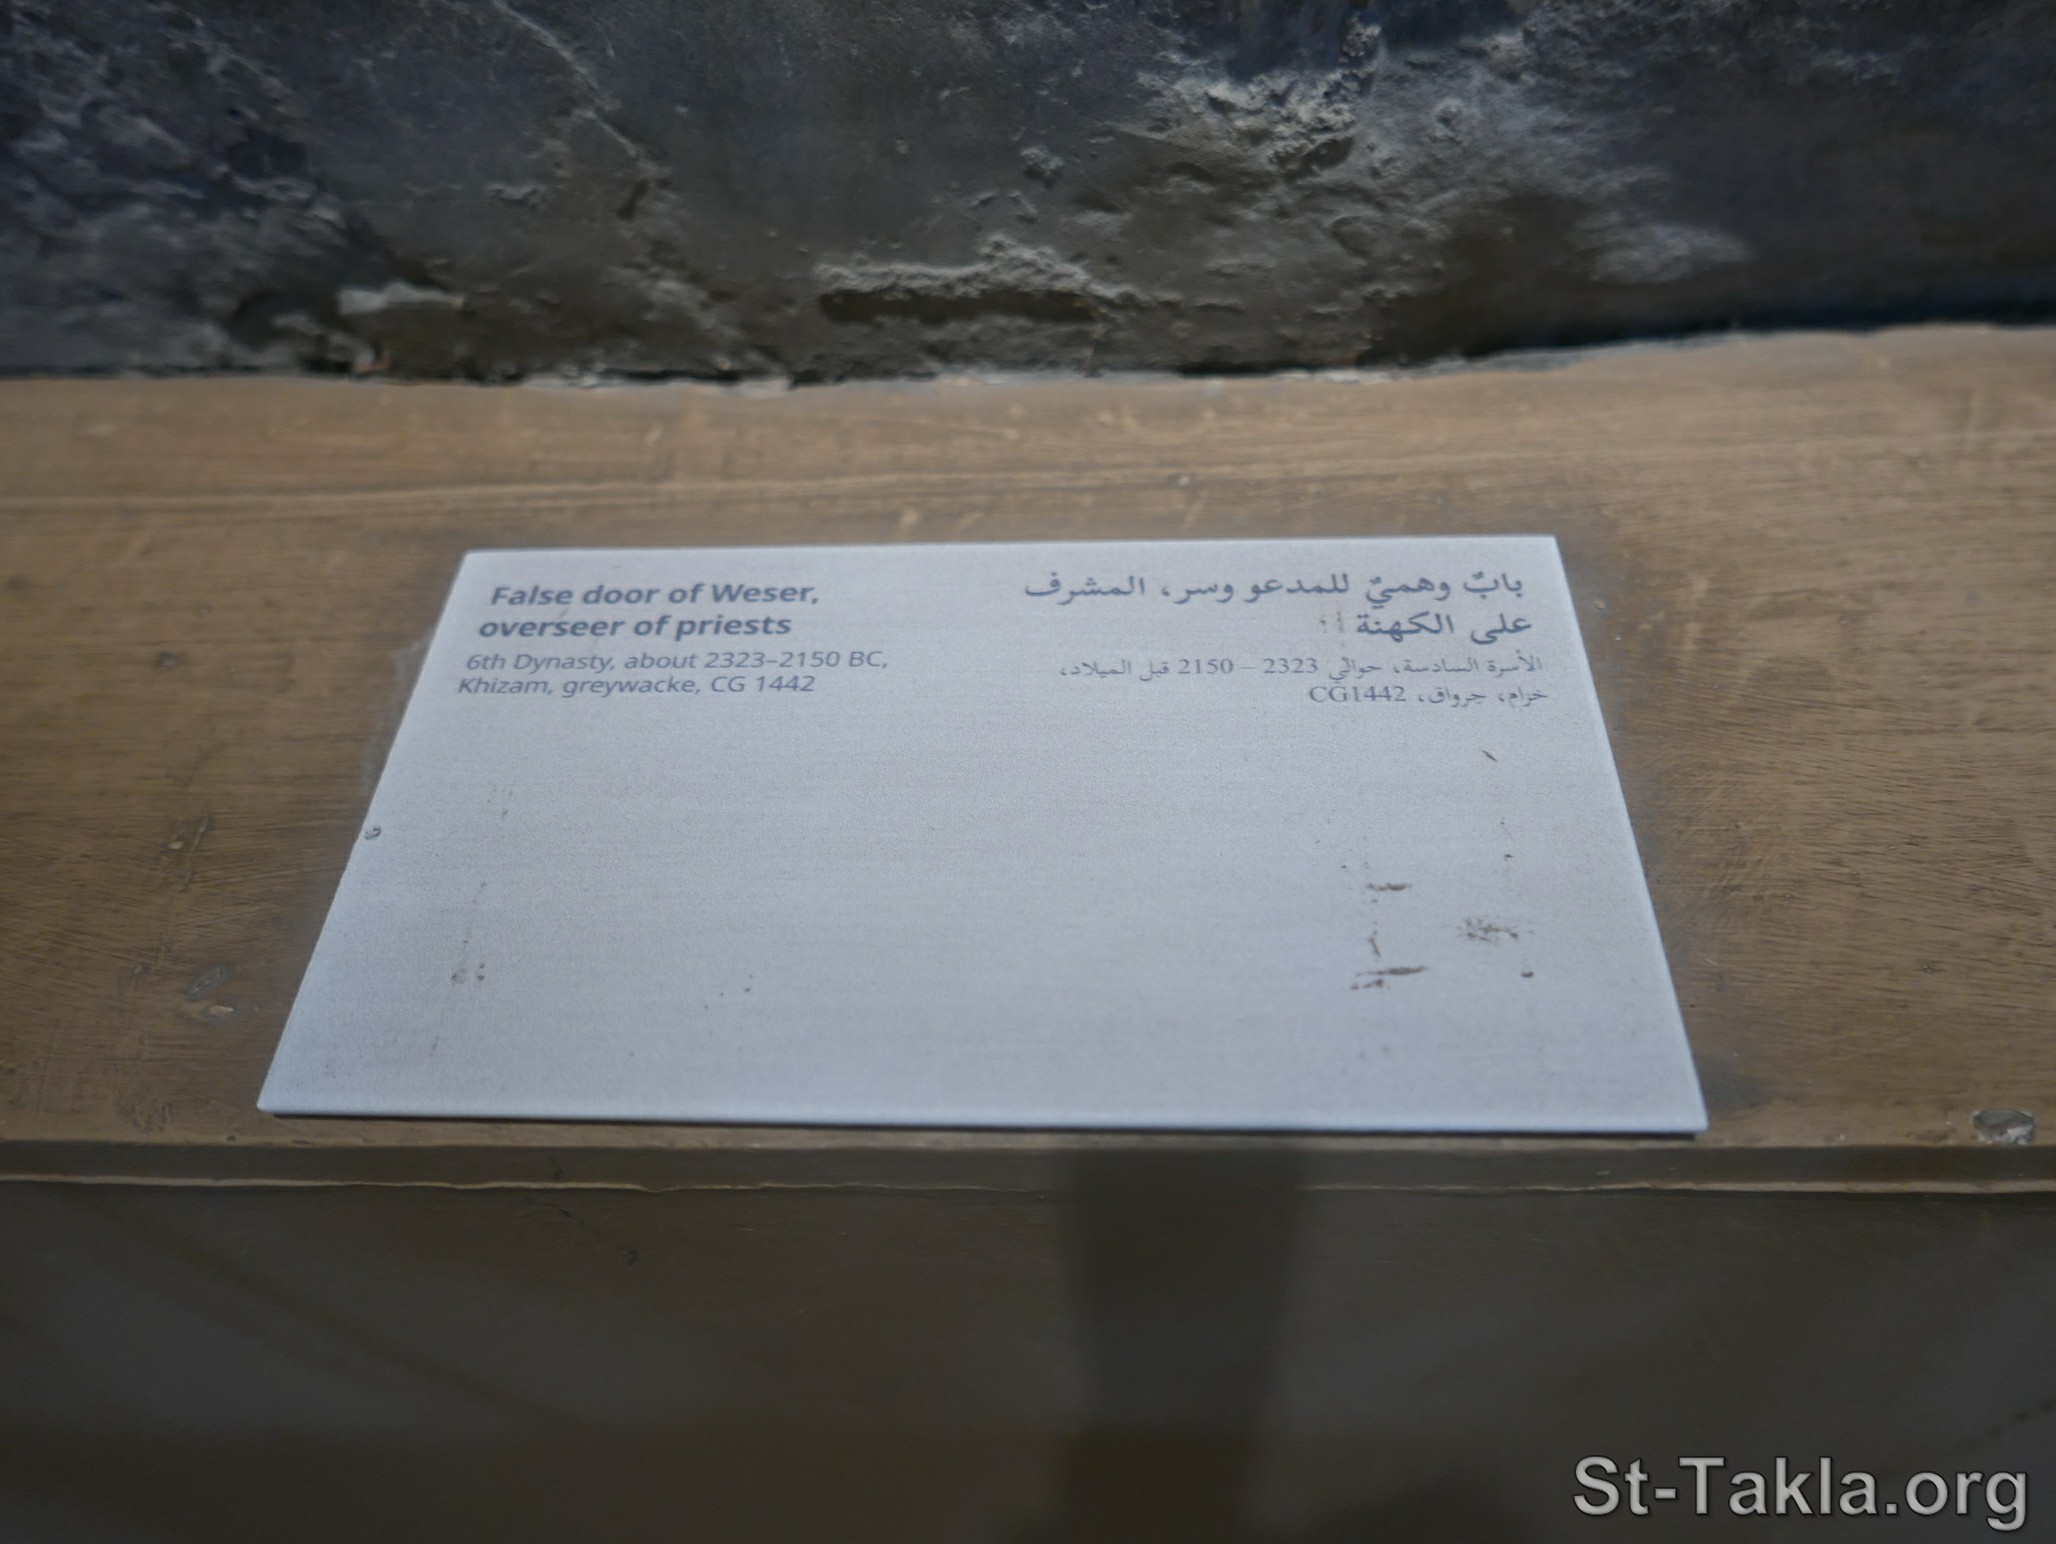 False door of Weser,
overseer of priests
6th Dynasty, about 2323–2150 BC,
Khizam, greywacke, CG 1442
بابٌ وهميٌ للمدعو وسر، المشرف
على الكهنة
الأسرة السادسة، حوالي 2323 – 2150 قبل الميلاد،
خزام، جرواق، CG1442
St-Takla.org